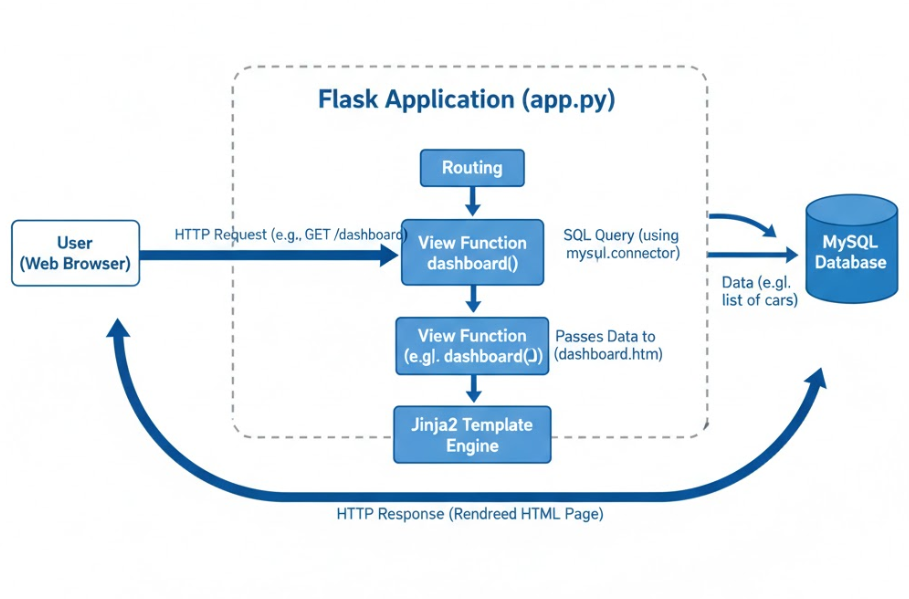 Flask Application (app.py)
Routing
User
(Web Browser)
HTTP Request (e.g., GET /dashboard)
View Function
dashboard()
SQL Query (using
mysul.connector)
MySQL
Database
Data (e.gl.
list of cars)
View Function
(e.gl. dashboard(.))
Passes Data to
(dashboard.htm)
Jinja2 Template
Engine
HTTP Response (Rendreed HTML Page)